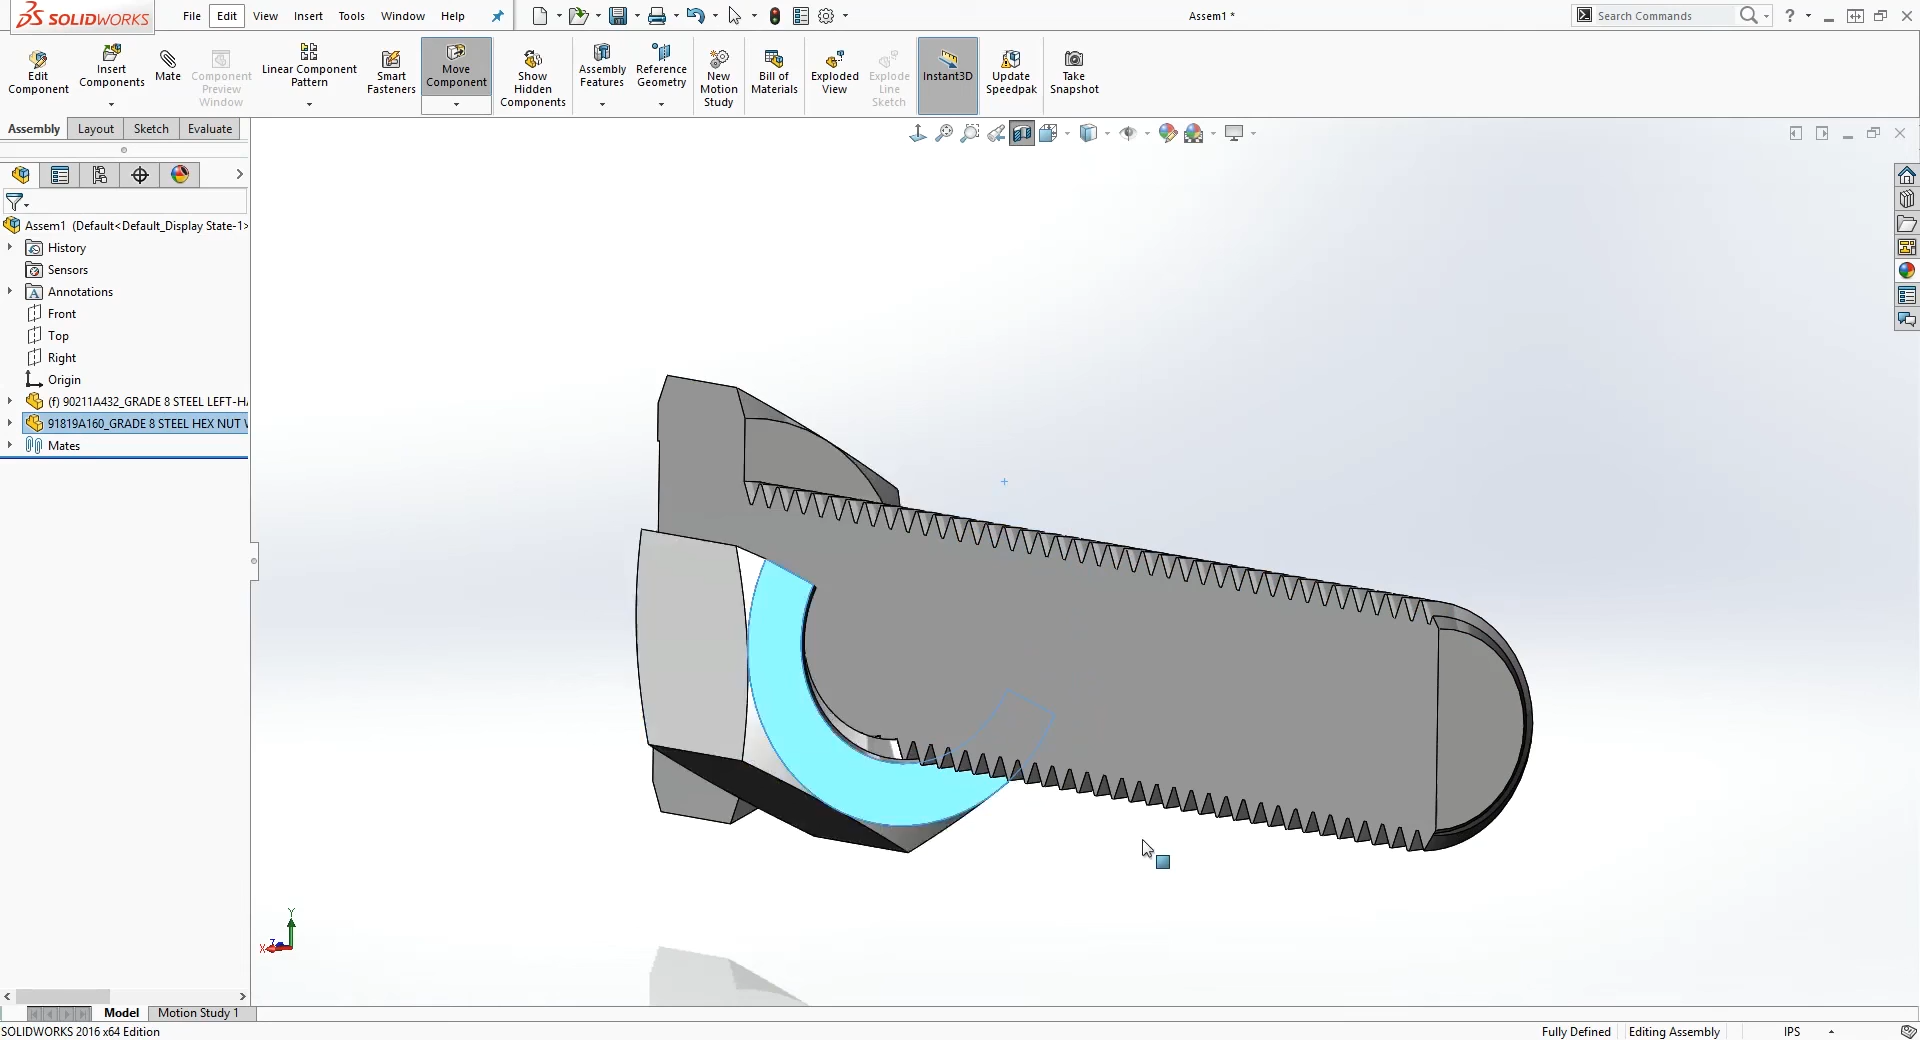 SOLIDWORKS
File Edit View Insert Tools Window Help
Assem1 *
Search Commands
Edit Component
Insert Components
Mate
Component Preview Window
Linear Component Pattern
Smart Fasteners
Move Component
Show Hidden Components
Assembly Features
Reference Geometry
New Motion Study
Bill of Materials
Exploded View
Explode Line Sketch
Instant3D
Update Speedpak
Take Snapshot
Assembly Layout Sketch Evaluate
Assem1 (Default<Default_Display State-1>
History
Sensors
Annotations
Front
Top
Right
Origin
(f) 90211A432_GRADE 8 STEEL LEFT-H
91819A160_GRADE 8 STEEL HEX NUT
Mates
Y
X
Z
Model Motion Study 1
SOLIDWORKS 2016 x64 Edition
Fully Defined Editing Assembly IPS